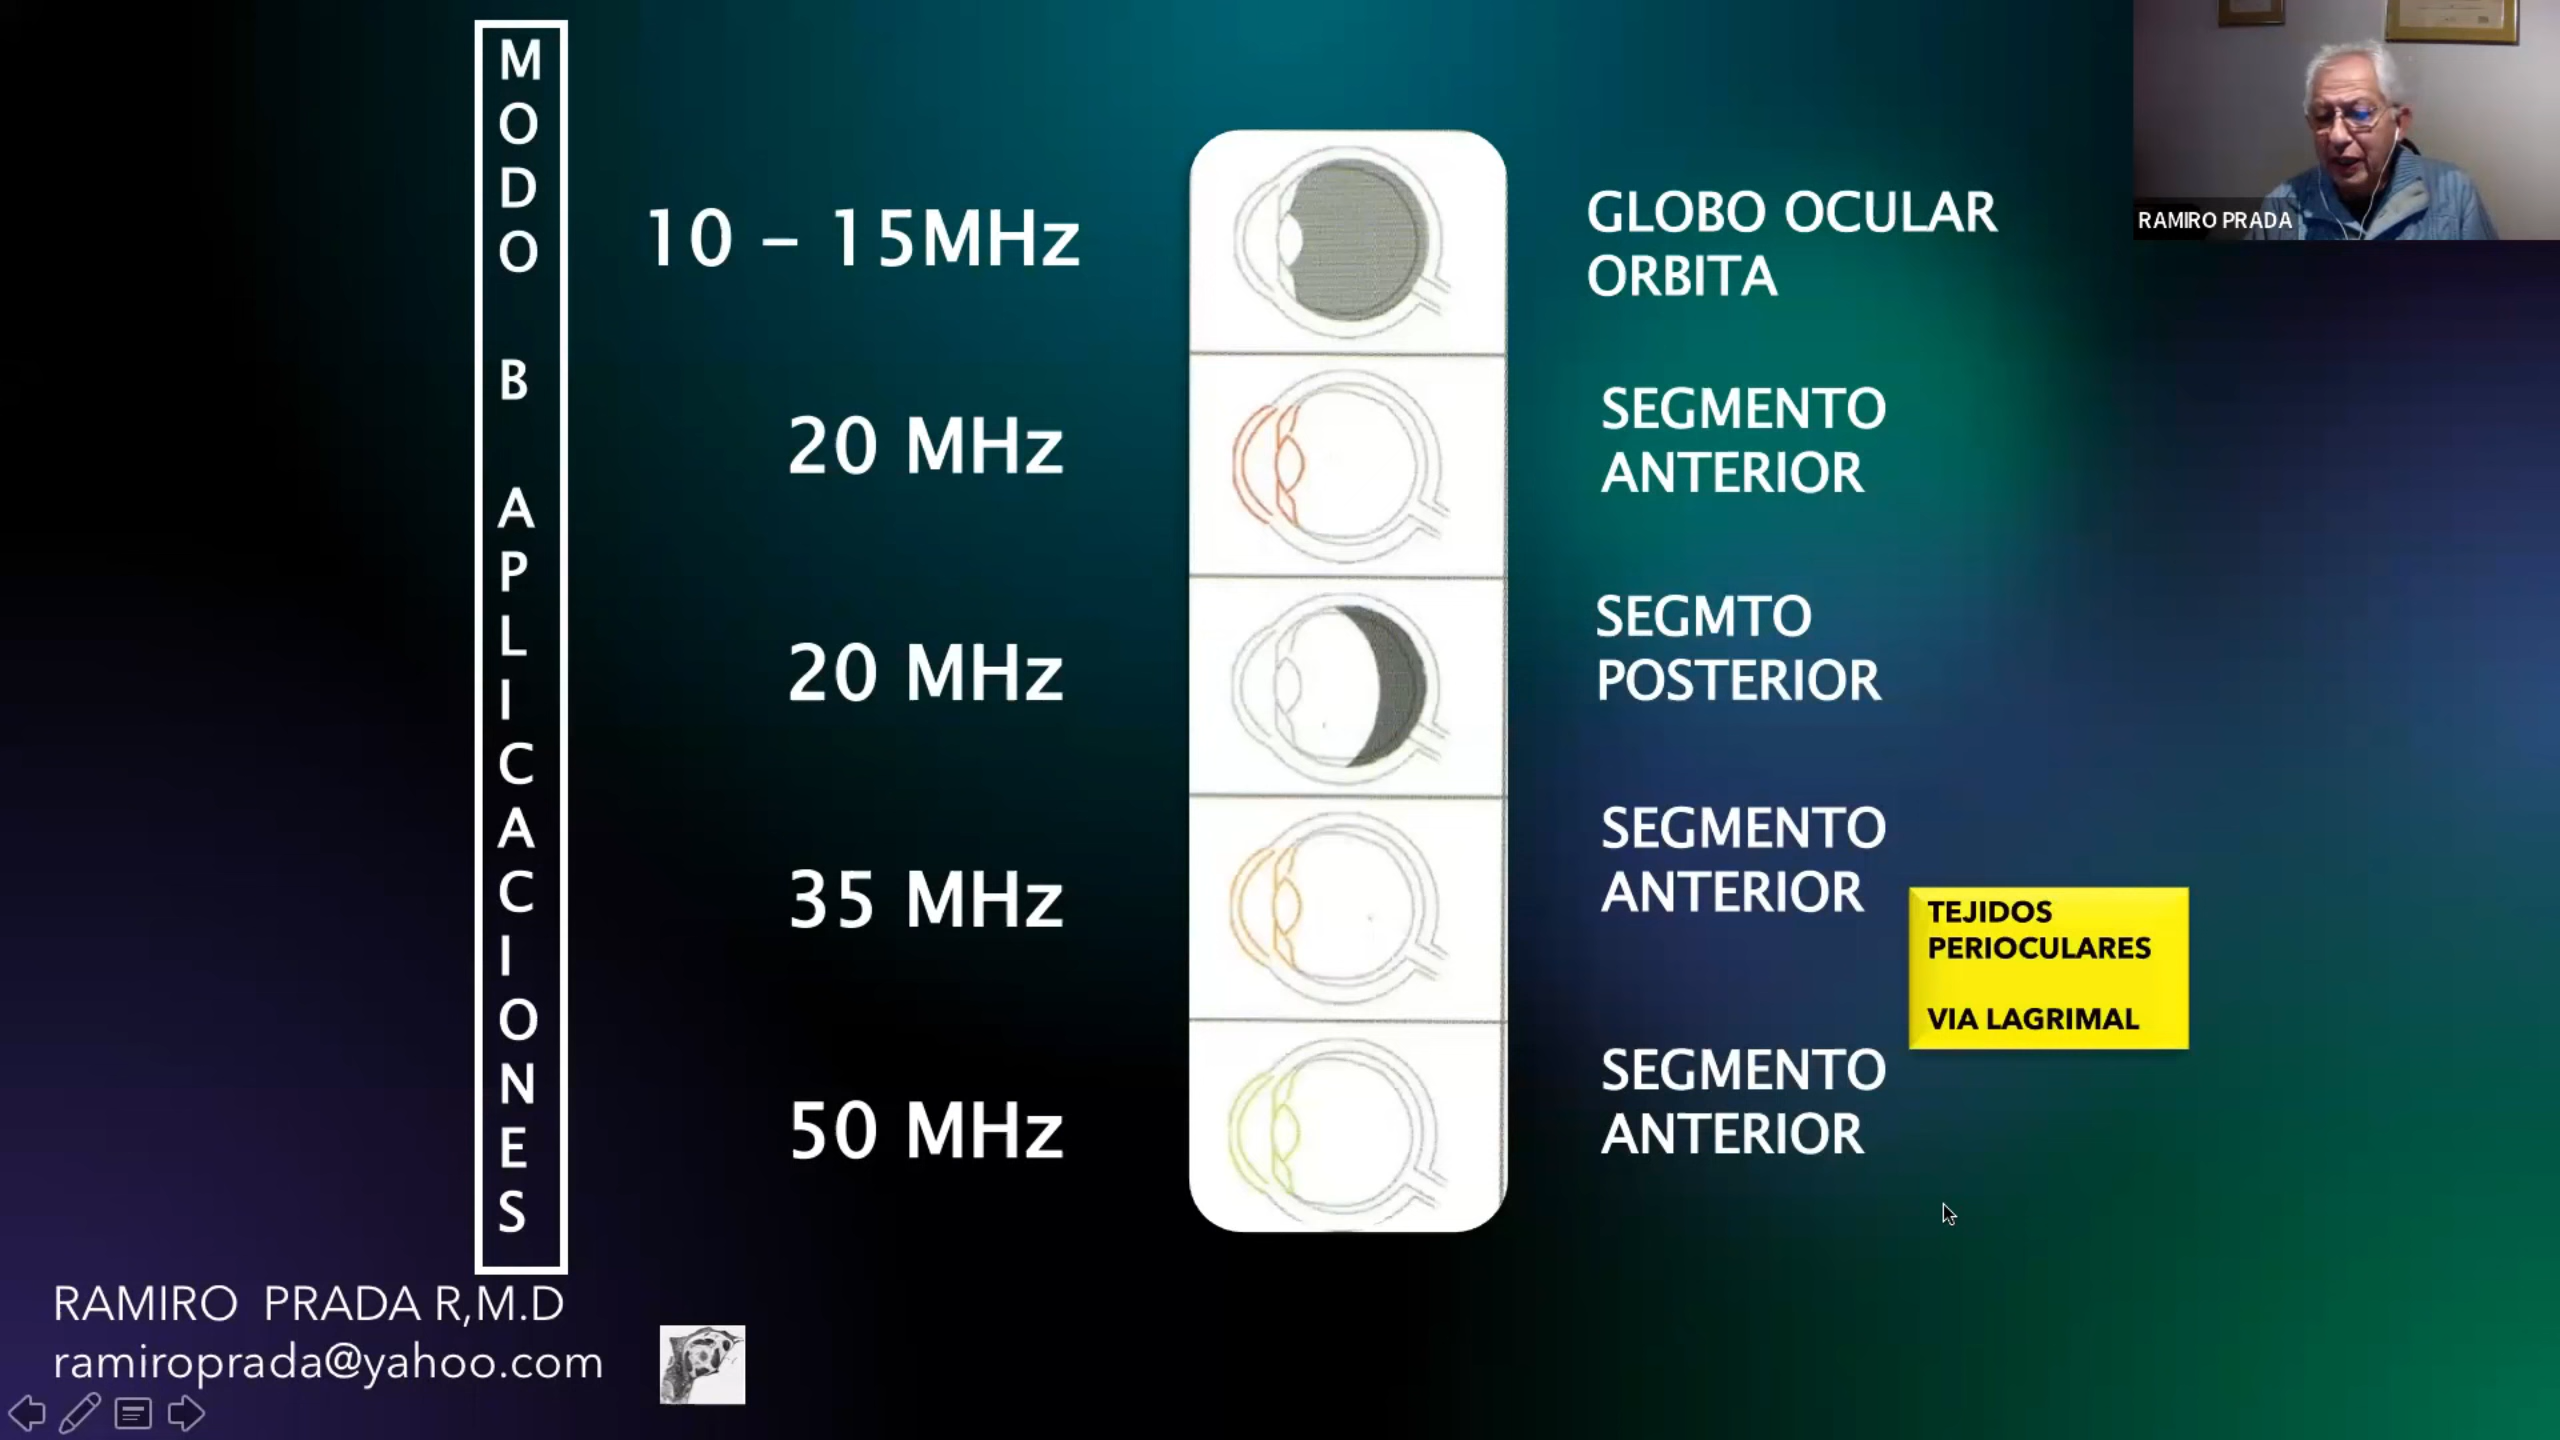 MODO B APLICACIONES
10 – 15MHz
GLOBO OCULAR
ORBITA
20 MHz
SEGMENTO
ANTERIOR
20 MHz
SEGMTO
POSTERIOR
35 MHz
SEGMENTO
ANTERIOR
TEJIDOS
PERIOCULARES
VIA LAGRIMAL
50 MHz
SEGMENTO
ANTERIOR
RAMIRO PRADA R,M.D
ramiroprada@yahoo.com
RAMIRO PRADA